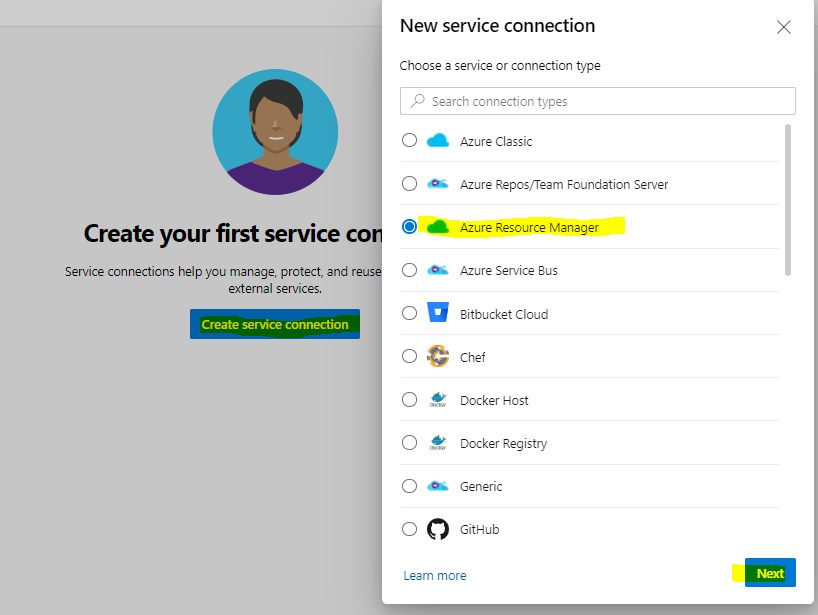 New service connection
Choose a service or connection type
Search connection types
Azure Classic
Azure Repos/Team Foundation Server
Azure Resource Manager
Azure Service Bus
Bitbucket Cloud
Chef
docker
Docker Host
docker
Docker Registry
Generic
GitHub
Learn more
Next
Create your first service con
Service connections help you manage, protect, and reuse
external services.
Create service connection